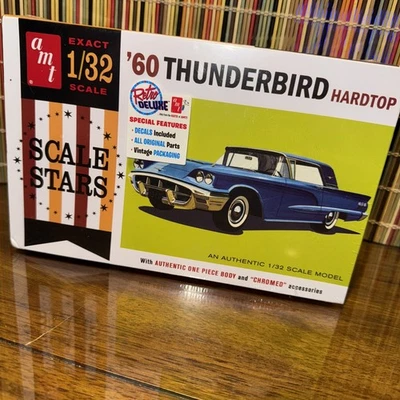 amt
EXACT
1/32
SCALE
'60 THUNDERBIRD
HARDTOP
Retro
DELUXE
amt
SPECIAL FEATURES
• DECALS Included
• ALL ORIGINAL Parts
• Vintage PACKAGING
SCALE
STARS
AN AUTHENTIC 1/32 SCALE MODEL
With AUTHENTIC ONE PIECE BODY and "CHROMED" accessories